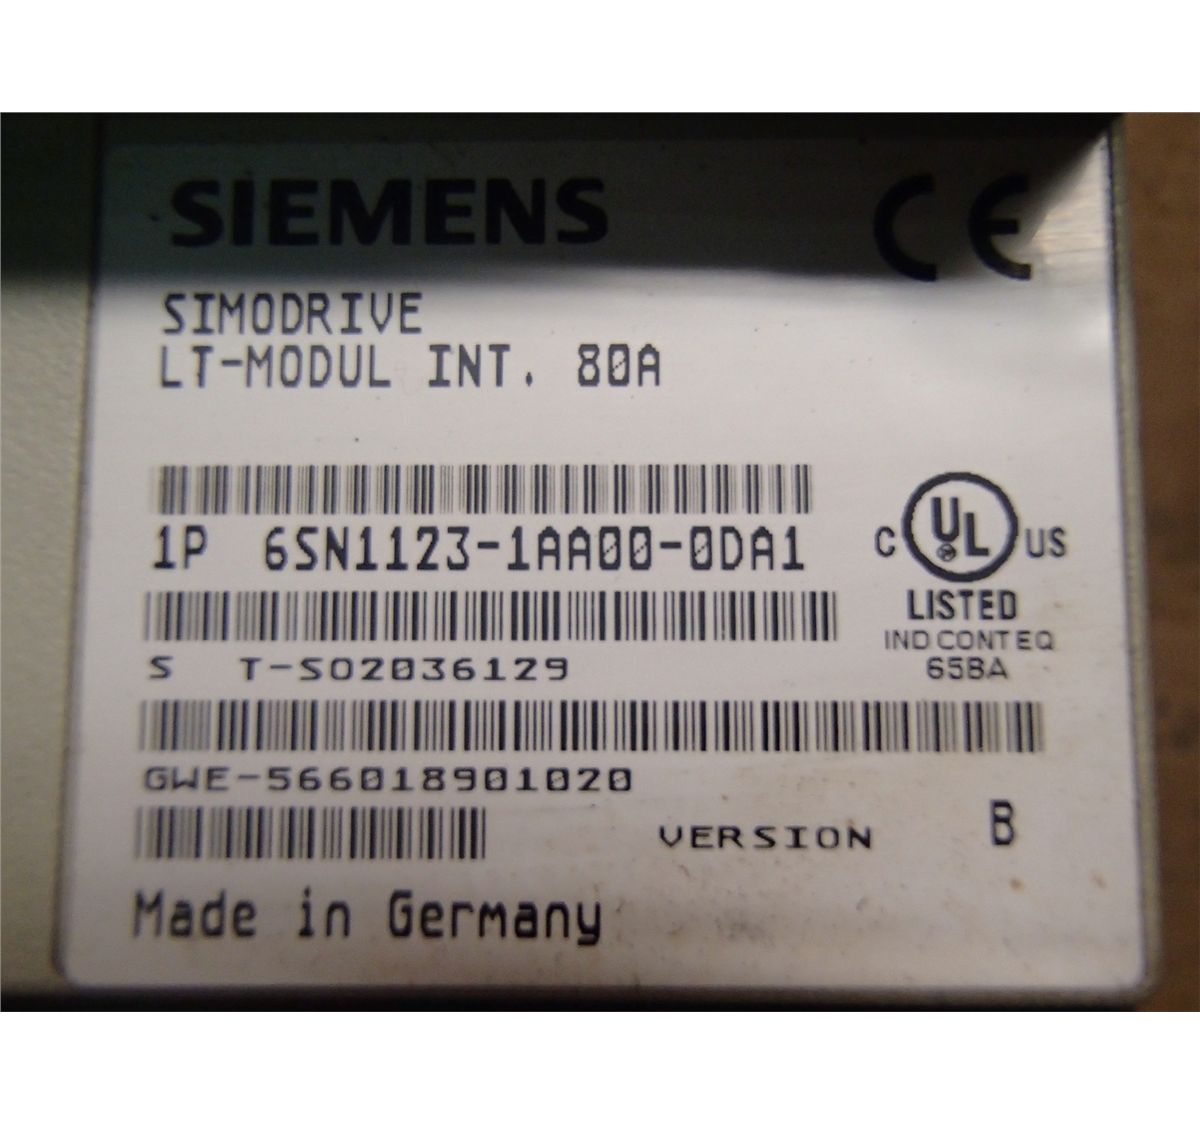 SIEMENS CE
SIMODRIVE
LT-MODUL INT. 80A
1P 6SN1123-1AA00-0DA1
C UL US
LISTED
IND CONT EQ
S T-SO2036129
65BA
GWE-566018901020
VERSION B
Made in Germany